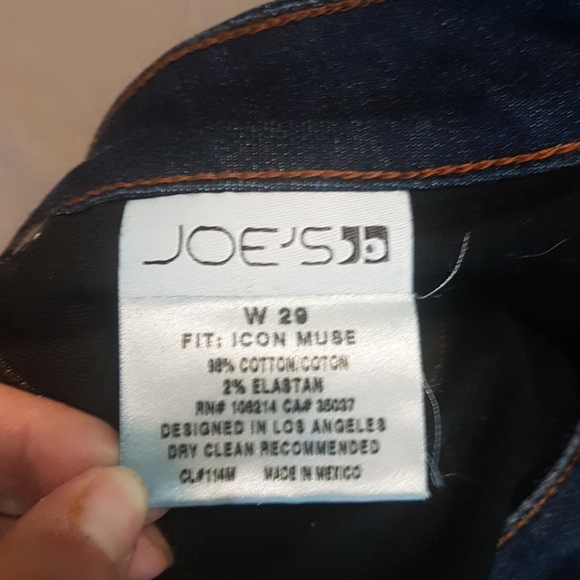 JOE'S
W 29
FIT: ICON MUSE
98% COTTON/COTON
2% ELASTAN
RN# 106214 CA# 35037
DESIGNED IN LOS ANGELES
DRY CLEAN RECOMMENDED
CL#114M MADE IN MEXICO